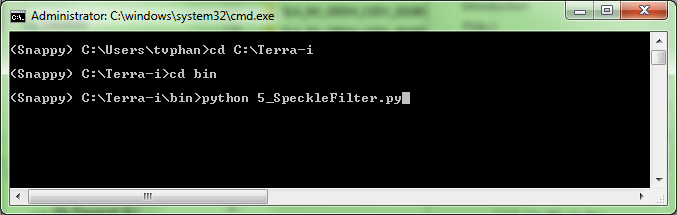 Administrator: C:\windows\system32\cmd.exe
(Snappy) C:\Users\tvphan>cd C:\Terra-i
(Snappy) C:\Terra-i>cd bin
(Snappy) C:\Terra-i\bin>python 5_SpeckleFilter.py